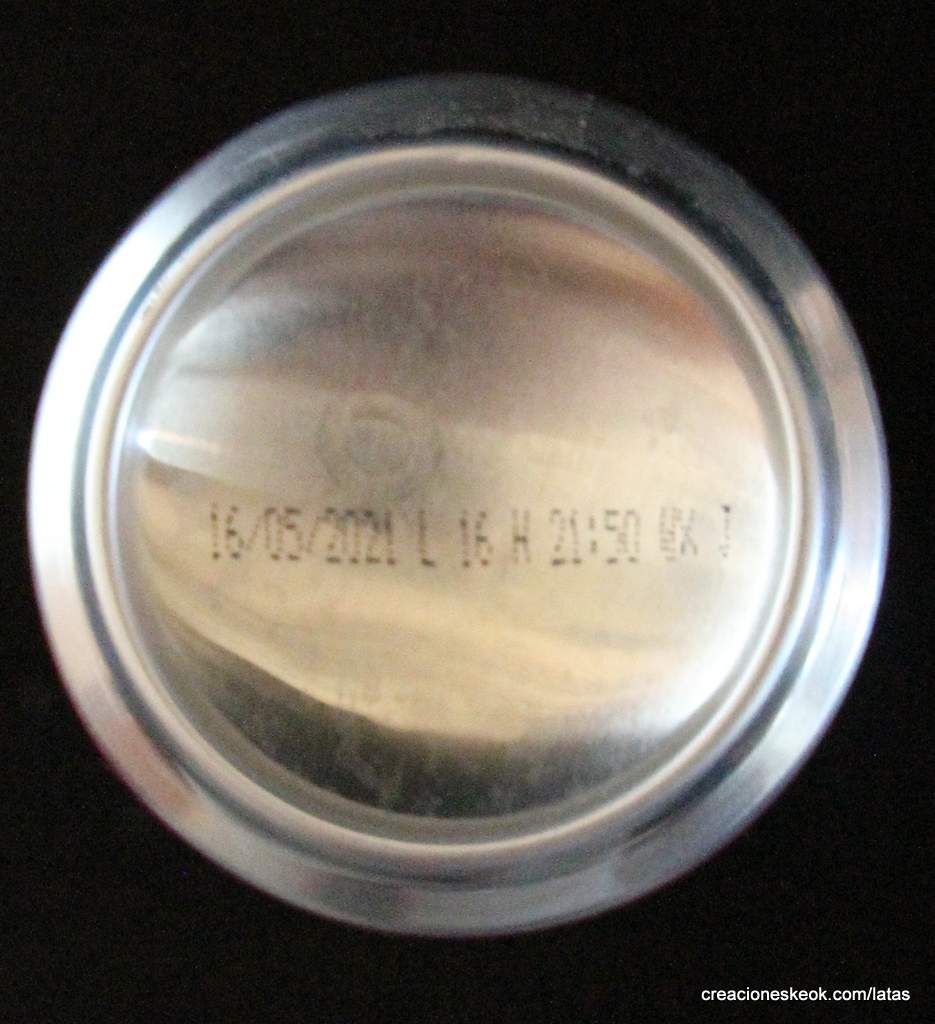 16/05/2021 L 16 H 21:50
creacioneskeok.com/latas